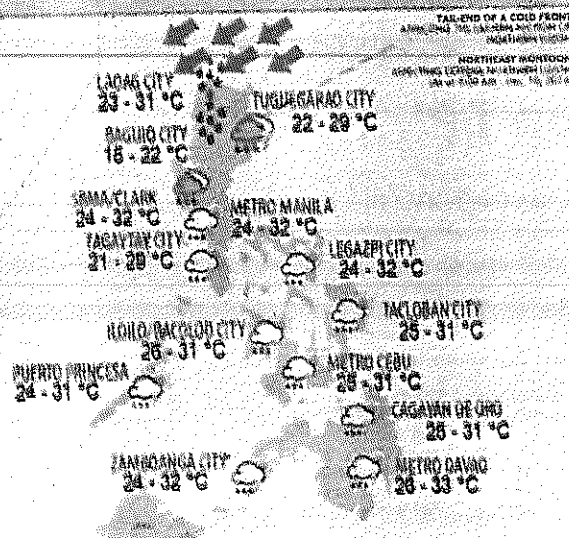 TAIL-END OF A COLD FRONT
NORTHEAST MONSOON
LAOAG CITY
23 - 31 °C
TUGUEGARAO CITY
22 - 29 °C
BAGUIO CITY
16 - 22 °C
SBMA/CLARK
24 - 32 °C
METRO MANILA
24 - 32 °C
TAGAYTAY CITY
21 - 29 °C
LEGAZPI CITY
24 - 32 °C
TACLOBAN CITY
25 - 31 °C
ILOILO/BACOLOD CITY
26 - 31 °C
PUERTO PRINCESA
24 - 31 °C
METRO CEBU
26 - 31 °C
CAGAYAN DE ORO
25 - 31 °C
ZAMBOANGA CITY
24 - 32 °C
METRO DAVAO
26 - 33 °C